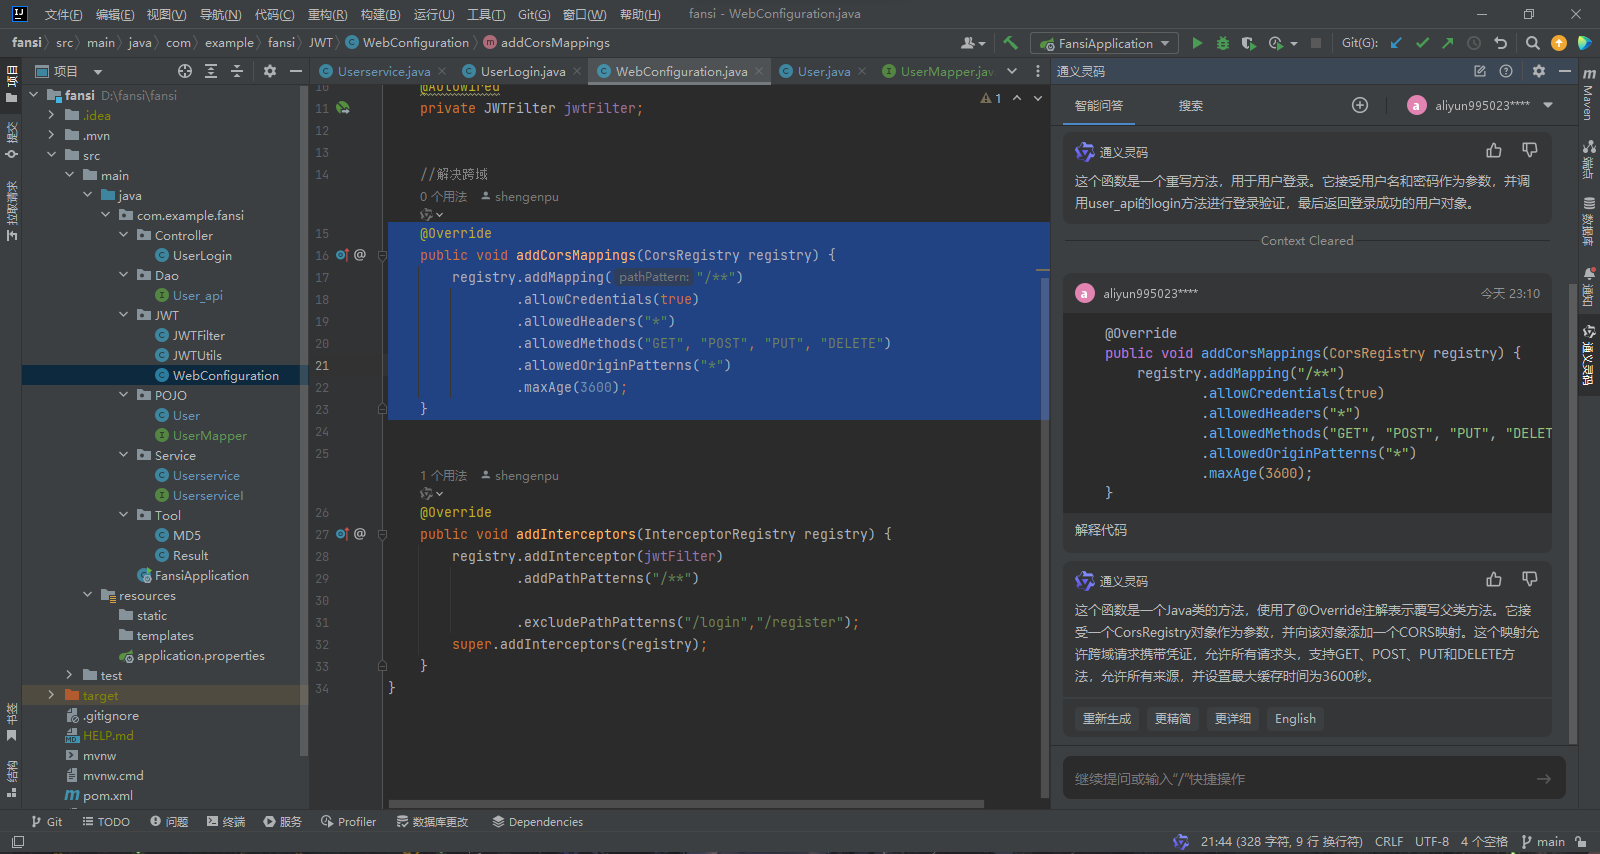 文件(F) 编辑(E) 视图(V) 导航(N) 代码(C) 重构(R) 构建(B) 运行(U) 工具(T) Git(G) 窗口(W) 帮助(H) fansi - WebConfiguration.java
fansi src main java com example fansi JWT WebConfiguration addCorsMappings FansiApplication Git(G):
项目
Userservice.java UserLogin.java WebConfiguration.java User.java UserMapper.jav
通义灵码
项目
提交
拉取请求
书签
结构
fansi D:\fansi\fansi
.idea
.mvn
src
main
java
com.example.fansi
Controller
UserLogin
Dao
User_api
JWT
JWTFilter
JWTUtils
WebConfiguration
POJO
User
UserMapper
Service
Userservice
UserserviceI
Tool
MD5
Result
FansiApplication
resources
static
templates
application.properties
test
target
.gitignore
HELP.md
mvnw
mvnw.cmd
pom.xml
1
10 @Autowired
11 private JWTFilter jwtFilter;
12
13
14 //解决跨域
0 个用法 shengenpu
15 @Override
16 @ public void addCorsMappings(CorsRegistry registry) {
17 registry.addMapping( pathPattern: "/**")
18 .allowCredentials(true)
19 .allowedHeaders("*")
20 .allowedMethods("GET", "POST", "PUT", "DELETE")
21 .allowedOriginPatterns("*")
22 .maxAge(3600);
23 }
24
25
1 个用法 shengenpu
26 @Override
27 @ public void addInterceptors(InterceptorRegistry registry) {
28 registry.addInterceptor(jwtFilter)
29 .addPathPatterns("/**")
30
31 .excludePathPatterns("/login","/register");
32 super.addInterceptors(registry);
33 }
34 }
智能问答 搜索 a aliyun995023****
通义灵码
这个函数是一个重写方法，用于用户登录。它接受用户名和密码作为参数，并调
用user_api的login方法进行登录验证，最后返回登录成功的用户对象。
Context Cleared
a aliyun995023**** 今天 23:10
@Override
public void addCorsMappings(CorsRegistry registry) {
registry.addMapping("/**")
.allowCredentials(true)
.allowedHeaders("*")
.allowedMethods("GET", "POST", "PUT", "DELET
.allowedOriginPatterns("*")
.maxAge(3600);
}
解释代码
通义灵码
这个函数是一个Java类的方法，使用了@Override注解表示覆写父类方法。它接
受一个CorsRegistry对象作为参数，并向该对象添加一个CORS映射。这个映射允
许跨域请求携带凭证，允许所有请求头，支持GET、POST、PUT和DELETE方
法，允许所有来源，并设置最大缓存时间为3600秒。
重新生成 更精简 更详细 English
继续提问或输入“/”快捷操作
m Maven
端点
数据库
通知
通义灵码
Git TODO 问题 终端 服务 Profiler 数据库更改 Dependencies
21:44 (328 字符, 9 行 换行符) CRLF UTF-8 4 个空格 main